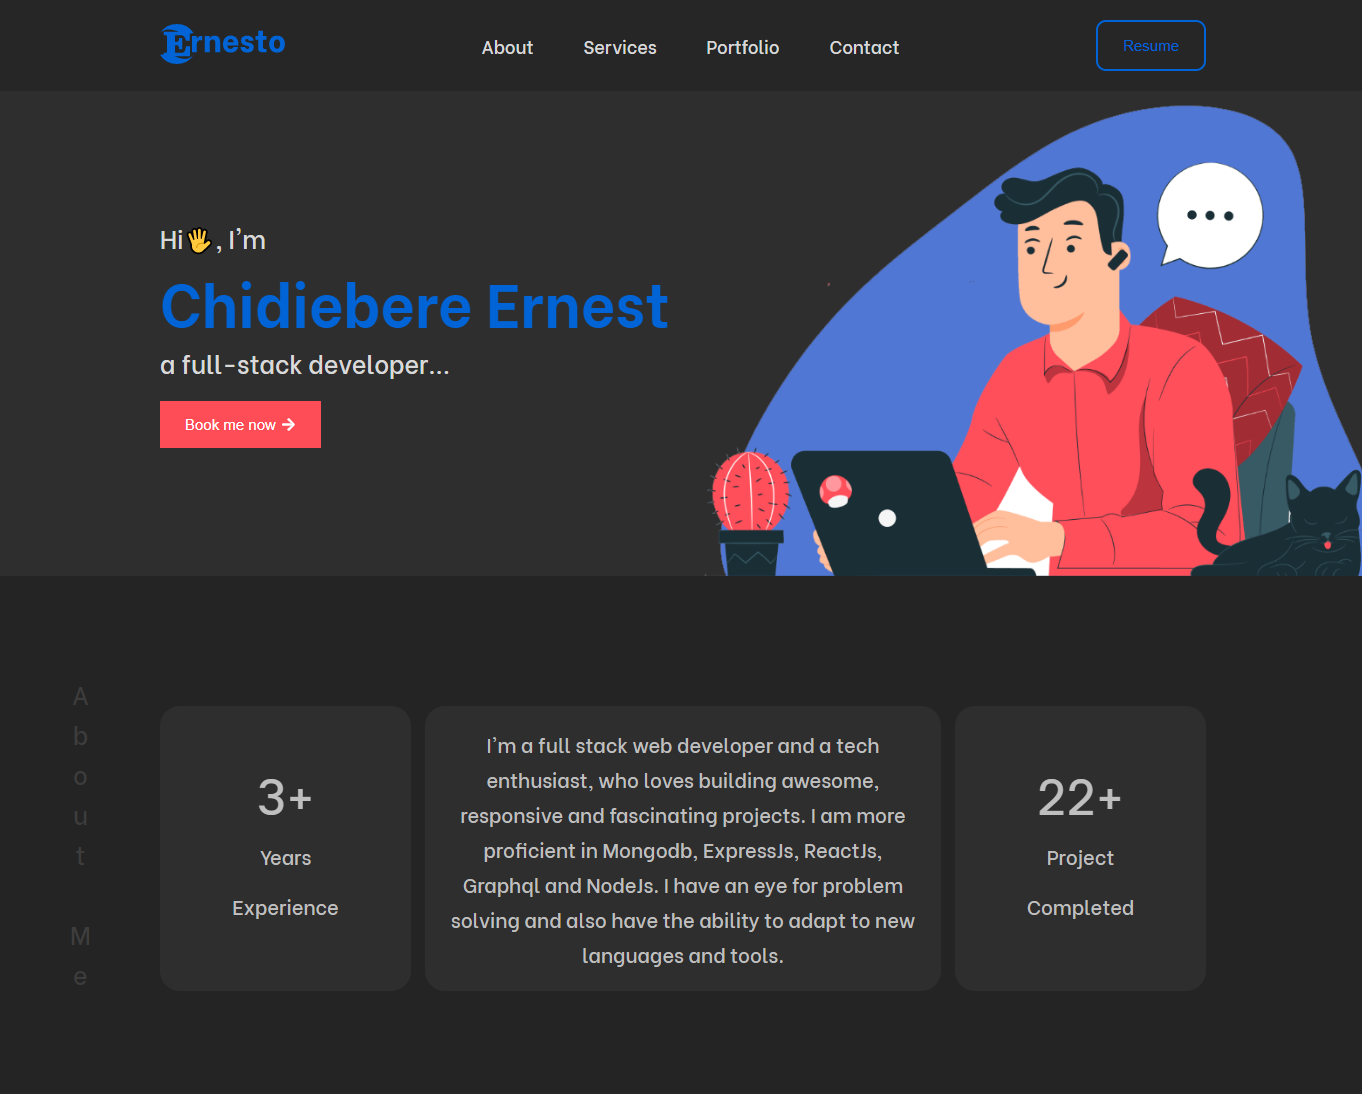 Ernesto
About Services Portfolio Contact
Resume
Hi🖐, I'm
Chidiebere Ernest
a full-stack developer...
Book me now →
About Me
3+
Years
Experience
I'm a full stack web developer and a tech
enthusiast, who loves building awesome,
responsive and fascinating projects. I am more
proficient in Mongodb, ExpressJs, ReactJs,
Graphql and NodeJs. I have an eye for problem
solving and also have the ability to adapt to new
languages and tools.
22+
Project
Completed